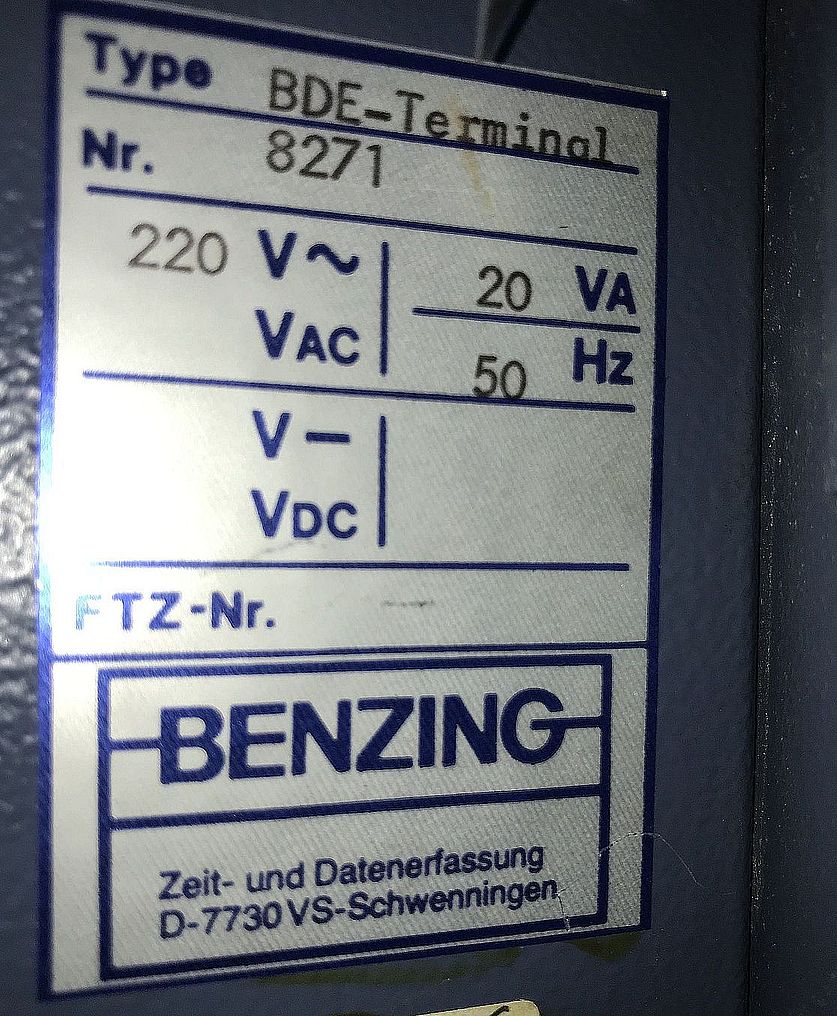 Type BDE-Terminal
Nr. 8271
220 V~ 20 VA
VAC 50 Hz
V—
VDC
FTZ-Nr. ---
BENZING
Zeit- und Datenerfassung
D-7730 VS-Schwenningen